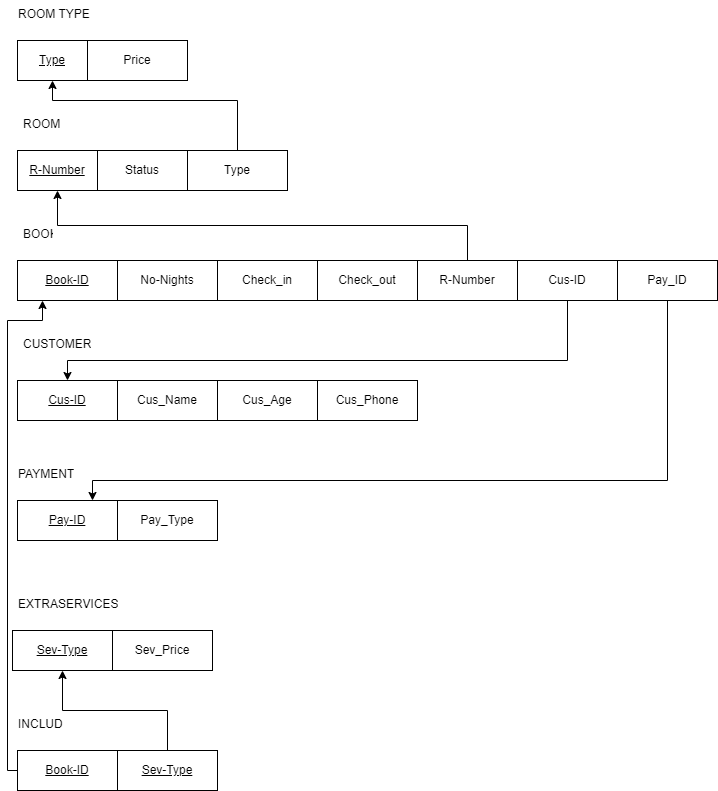 ROOM TYPE
Type Price
ROOM
R-Number Status Type
BOOK
Book-ID No-Nights Check_in Check_out R-Number Cus-ID Pay_ID
CUSTOMER
Cus-ID Cus_Name Cus_Age Cus_Phone
PAYMENT
Pay-ID Pay_Type
EXTRASERVICES
Sev-Type Sev_Price
INCLUD
Book-ID Sev-Type